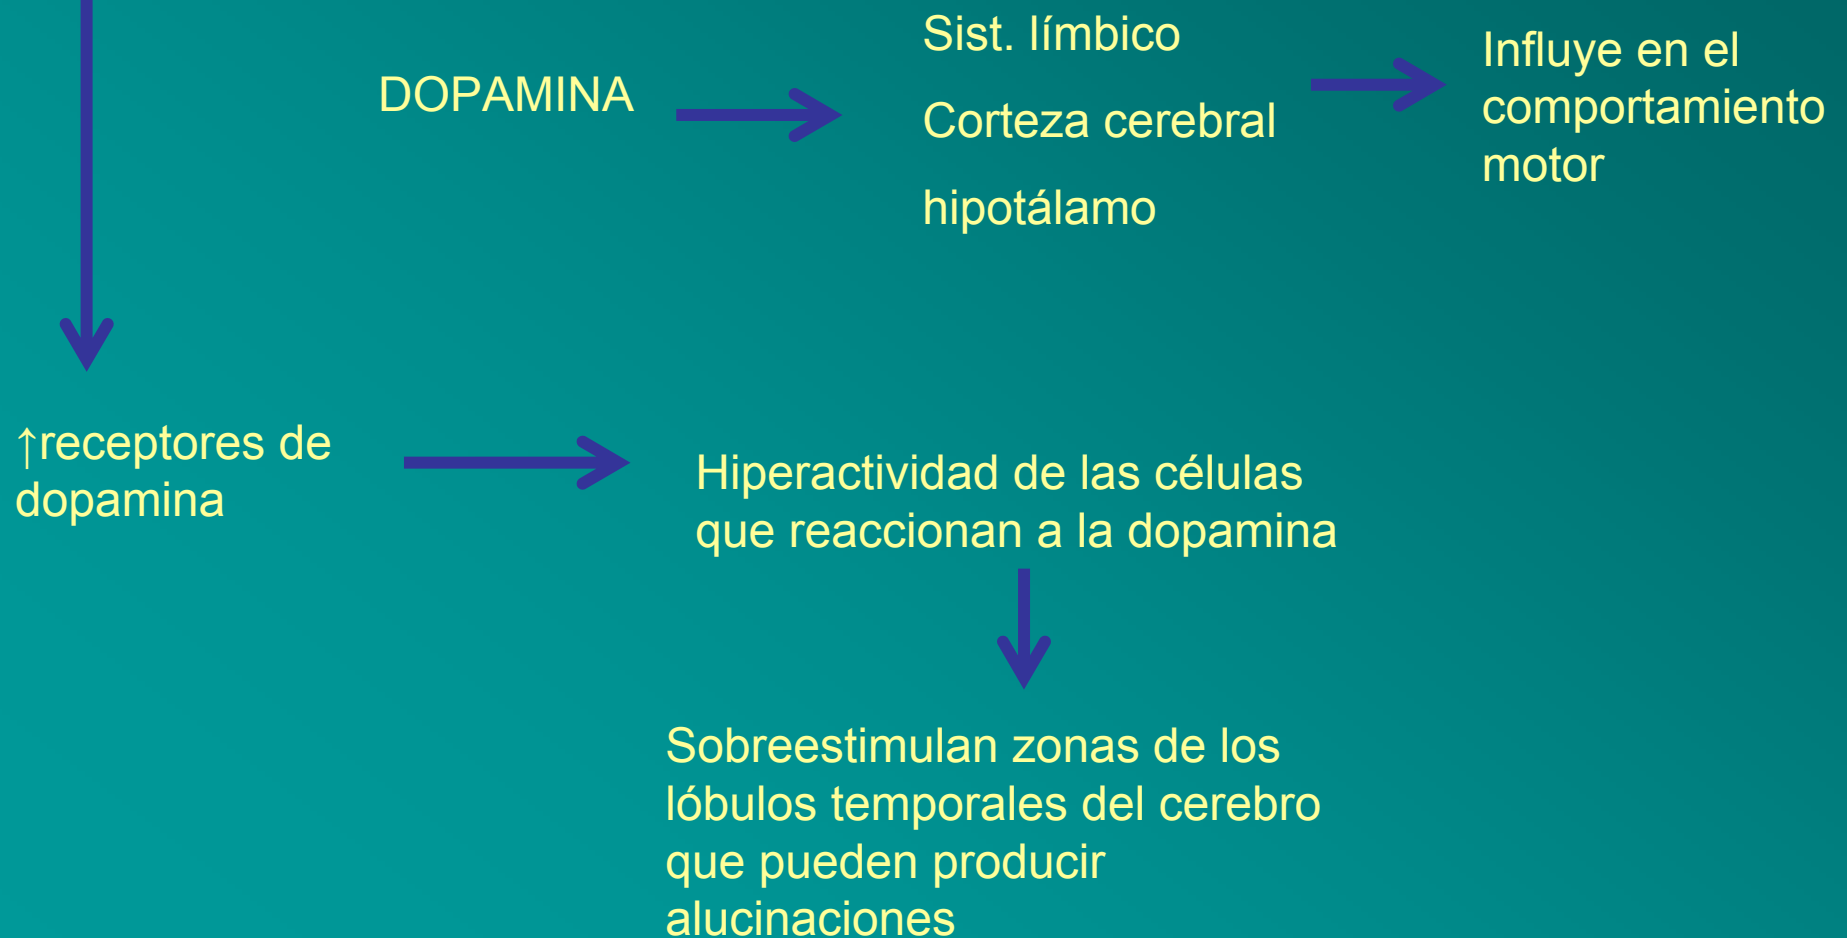 DOPAMINA
Sist. límbico
Corteza cerebral
hipotálamo
Influye en el
comportamiento
motor
↑receptores de
dopamina
Hiperactividad de las células
que reaccionan a la dopamina
Sobreestimulan zonas de los
lóbulos temporales del cerebro
que pueden producir
alucinaciones